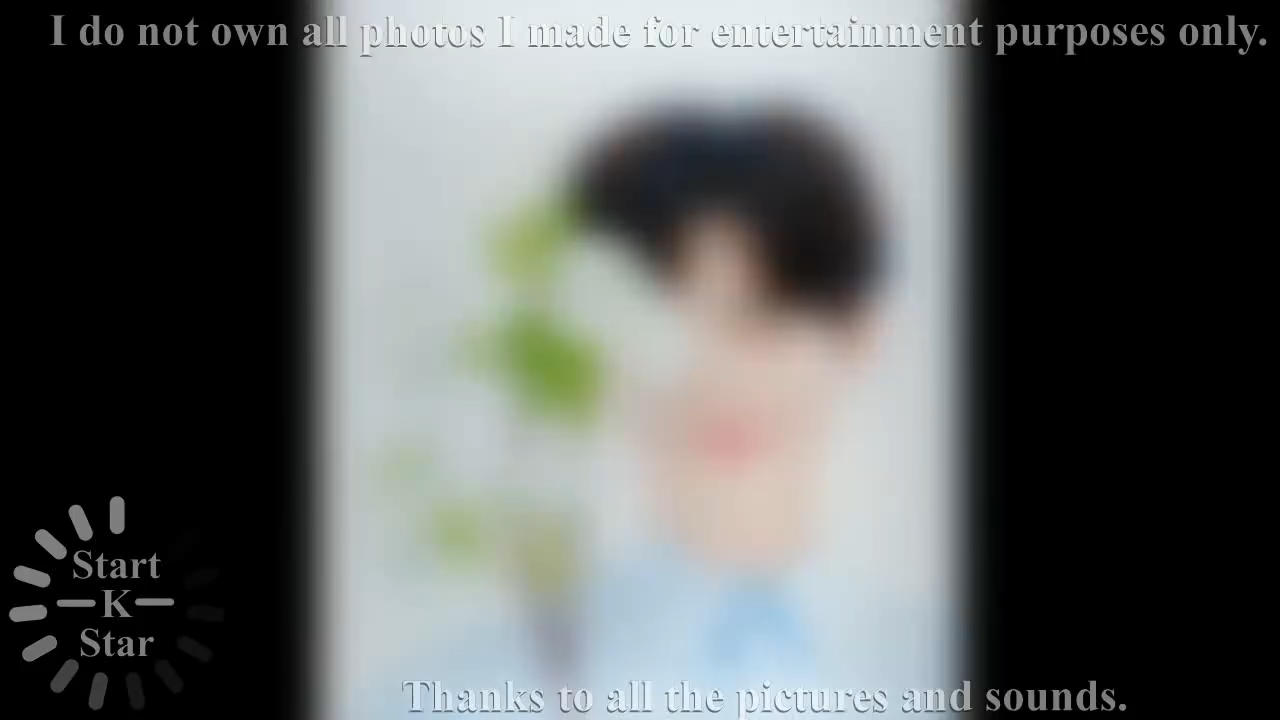 I do not own all photos I made for entertainment purposes only.
Start
K
Star
Thanks to all the pictures and sounds.